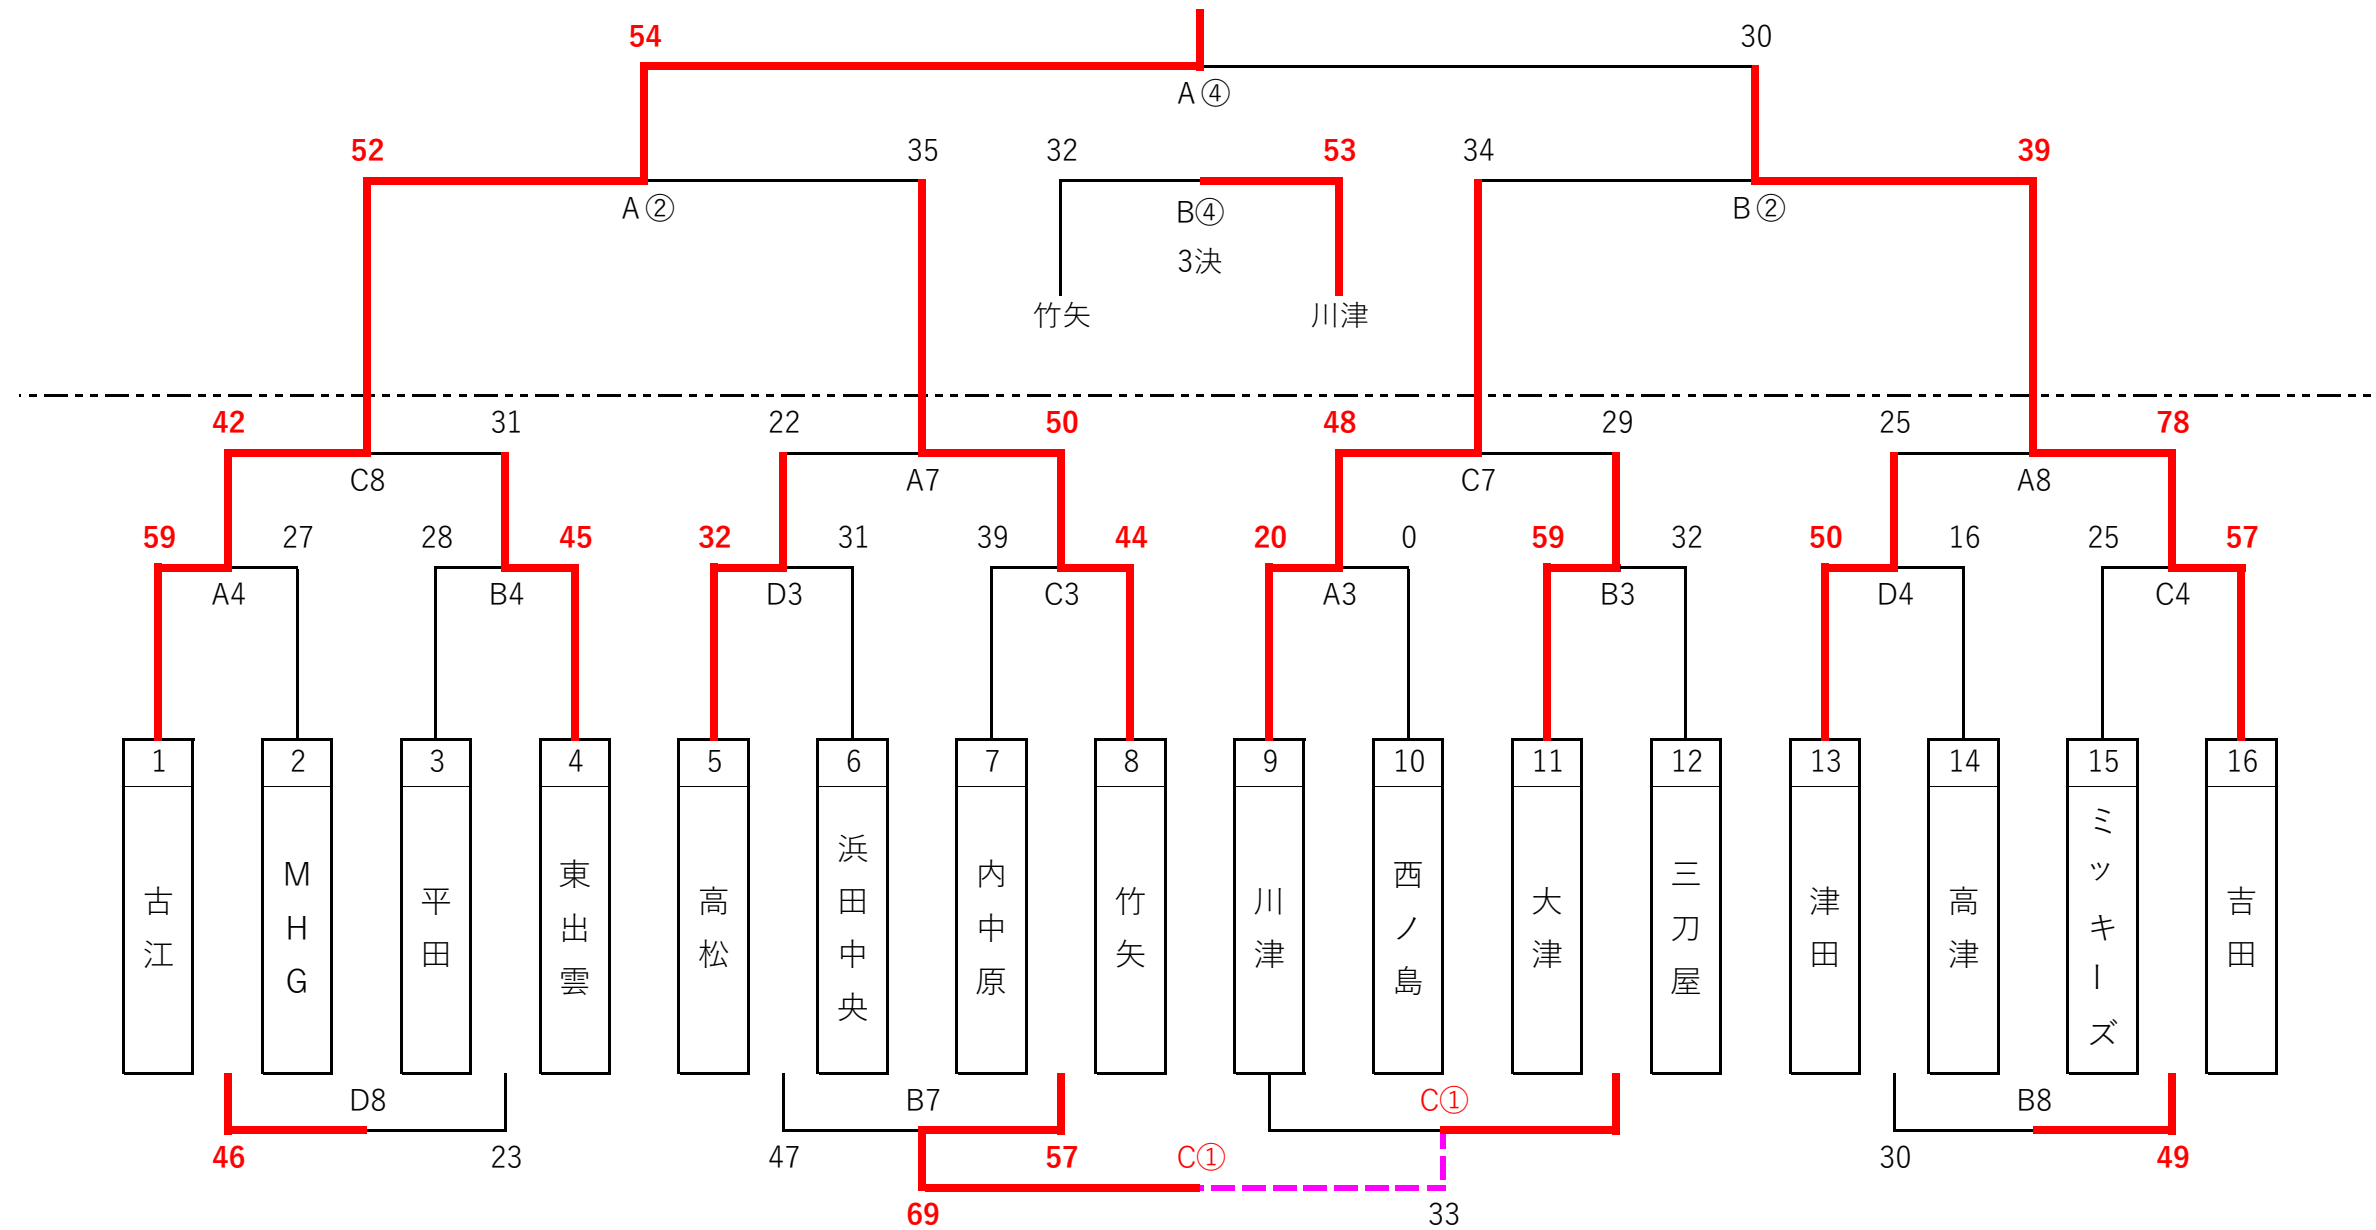 54 30
A④
52 35 32 53 34 39
A② B④ B②
3決
竹矢 川津
42 31 22 50 48 29 25 78
C8 A7 C7 A8
59 27 28 45 32 31 39 44 20 0 59 32 50 16 25 57
A4 B4 D3 C3 A3 B3 D4 C4
1 2 3 4 5 6 7 8 9 10 11 12 13 14 15 16
古江
MHG
平田
東出雲
高松
浜田中央
内中原
竹矢
川津
西ノ島
大津
三刀屋
津田
高津
ミッキーズ
吉田
D8 B7 C① B8
46 23 47 57 C① 30 49
69 33